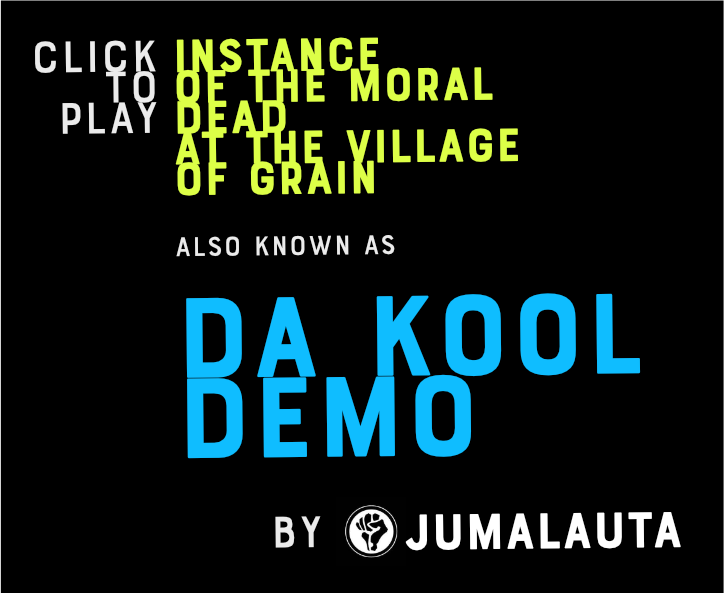 CLICK INSTANCE
TO OF THE MORAL
PLAY DEAD
AT THE VILLAGE
OF GRAIN
ALSO KNOWN AS
DA KOOL
DEMO
BY JUMALAUTA